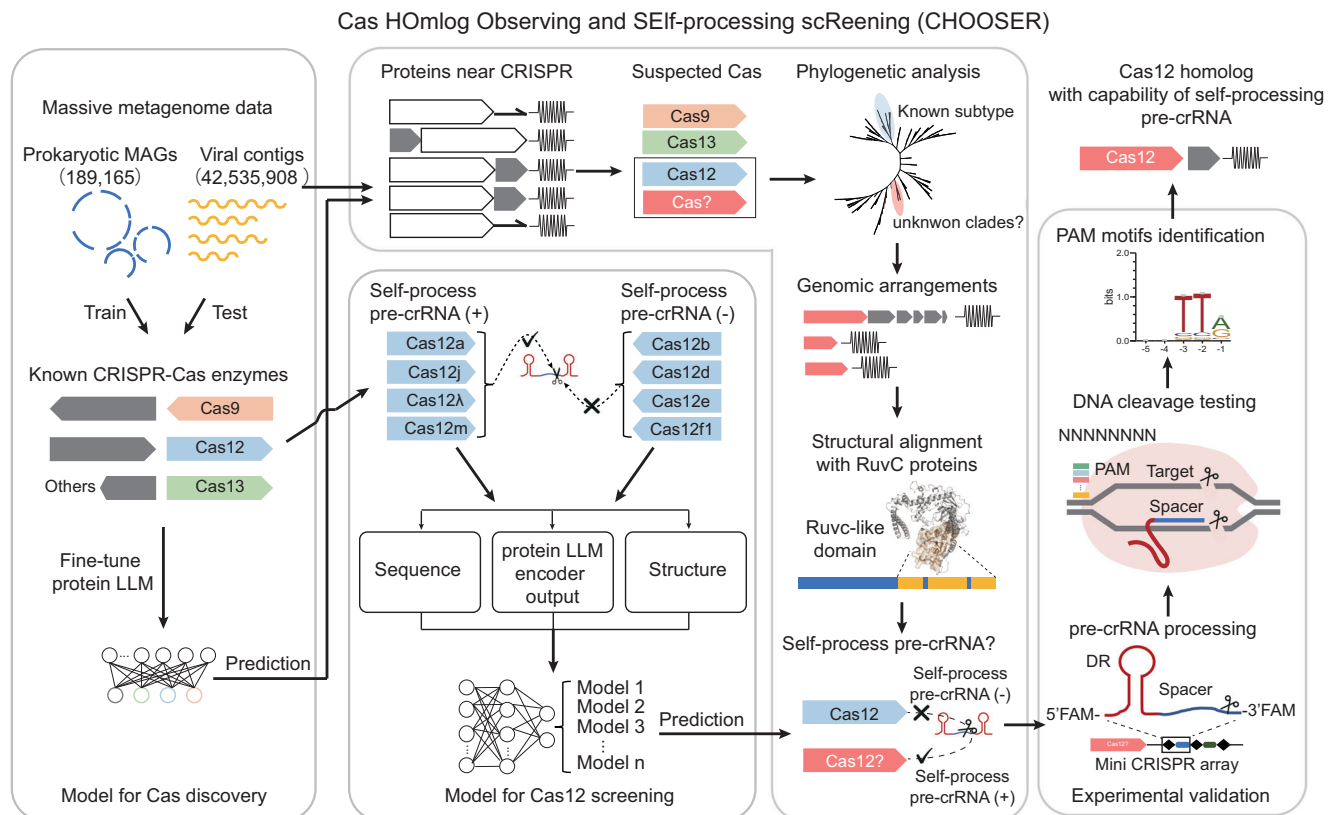 Cas HOmlog Observing and SElf-processing scReening (CHOOSER)
Massive metagenome data
Prokaryotic MAGs
(189,165)
Viral contigs
(42,535,908)
Train
Test
Known CRISPR-Cas enzymes
Cas9
Cas12
Others
Cas13
Fine-tune
protein LLM
...
Prediction
Model for Cas discovery
Proteins near CRISPR
Suspected Cas
Cas9
Cas13
Cas12
Cas?
Phylogenetic analysis
Known subtype
unknwon clades?
Genomic arrangements
Structural alignment
with RuvC proteins
Ruvc-like
domain
Self-process pre-crRNA?
Self-process
pre-crRNA (-)
Cas12
Cas12?
Self-process
pre-crRNA (+)
Self-process
pre-crRNA (+)
Cas12a
Cas12j
Cas12λ
Cas12m
Self-process
pre-crRNA (-)
Cas12b
Cas12d
Cas12e
Cas12f1
Sequence
protein LLM
encoder
output
Structure
Model 1
Model 2
Model 3
...
Model n
Prediction
Model for Cas12 screening
Cas12 homolog
with capability of self-processing
pre-crRNA
Cas12
PAM motifs identification
bits
2.0
1.0
0.0
T T A
C C G
-5 -4 -3 -2 -1
DNA cleavage testing
NNNNNNNN
PAM
Target
Spacer
pre-crRNA processing
DR
Spacer
5'FAM-
-3'FAM
Cas12?
Mini CRISPR array
Experimental validation